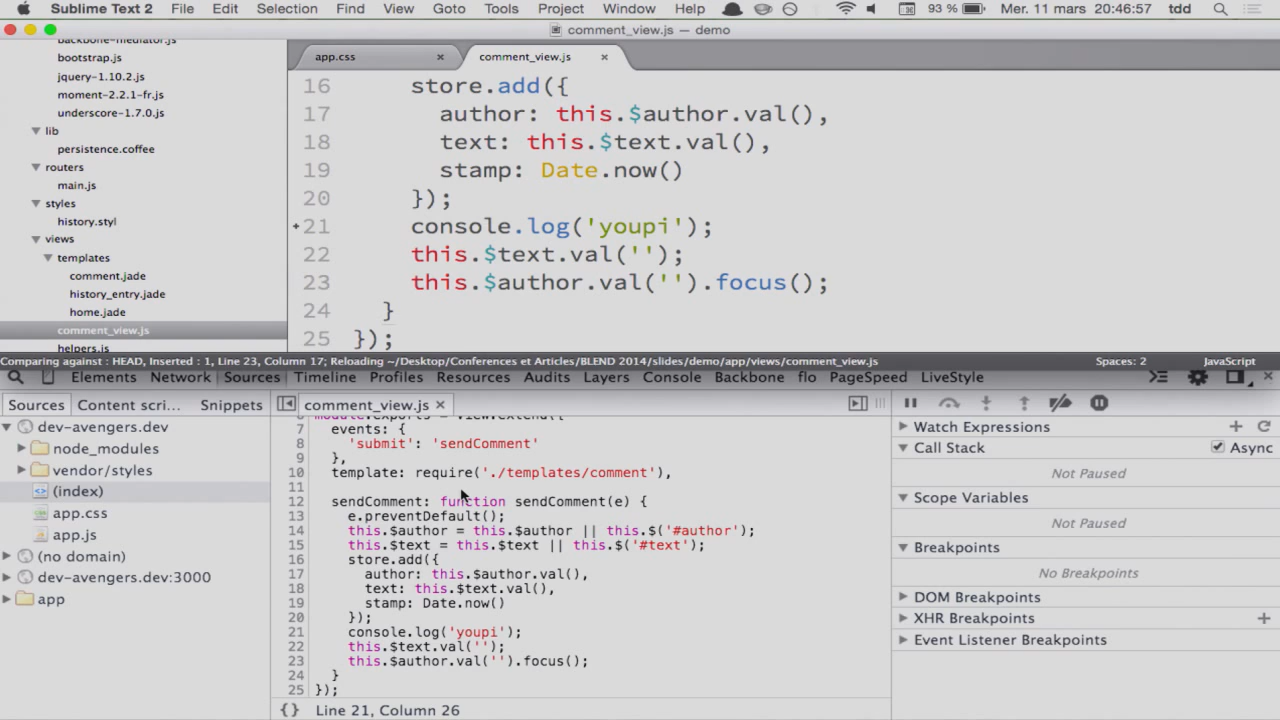 Sublime Text 2 File Edit Selection Find View Goto Tools Project Window Help 93 % Mer. 11 mars 20:46:57 tdd
comment_view.js — demo
backbone-mediator.js
bootstrap.js
jquery-1.10.2.js
moment-2.2.1-fr.js
underscore-1.7.0.js
lib
persistence.coffee
routers
main.js
styles
history.styl
views
templates
comment.jade
history_entry.jade
home.jade
comment_view.js
helpers.js
app.css × comment_view.js ×
16 store.add({
17 author: this.$author.val(),
18 text: this.$text.val(),
19 stamp: Date.now()
20 });
21 console.log('youpi');
22 this.$text.val('');
23 this.$author.val('').focus();
24 }
25 });
Comparing against : HEAD, Inserted : 1, Line 23, Column 17; Reloading ~/Desktop/Conferences et Articles/BLEND 2014/slides/demo/app/views/comment_view.js Spaces: 2 JavaScript
Elements Network Sources Timeline Profiles Resources Audits Layers Console Backbone flo PageSpeed LiveStyle
Sources Content scri... Snippets
dev-avengers.dev
node_modules
vendor/styles
(index)
app.css
app.js
(no domain)
dev-avengers.dev:3000
app
comment_view.js ×
6 module.exports = View.extend({
7 events: {
8 'submit': 'sendComment'
9 },
10 template: require('./templates/comment'),
11
12 sendComment: function sendComment(e) {
13 e.preventDefault();
14 this.$author = this.$author || this.$('#author');
15 this.$text = this.$text || this.$('#text');
16 store.add({
17 author: this.$author.val(),
18 text: this.$text.val(),
19 stamp: Date.now()
20 });
21 console.log('youpi');
22 this.$text.val('');
23 this.$author.val('').focus();
24 }
25 });
{} Line 21, Column 26
Watch Expressions
Call Stack Async
Not Paused
Scope Variables
Not Paused
Breakpoints
No Breakpoints
DOM Breakpoints
XHR Breakpoints
Event Listener Breakpoints